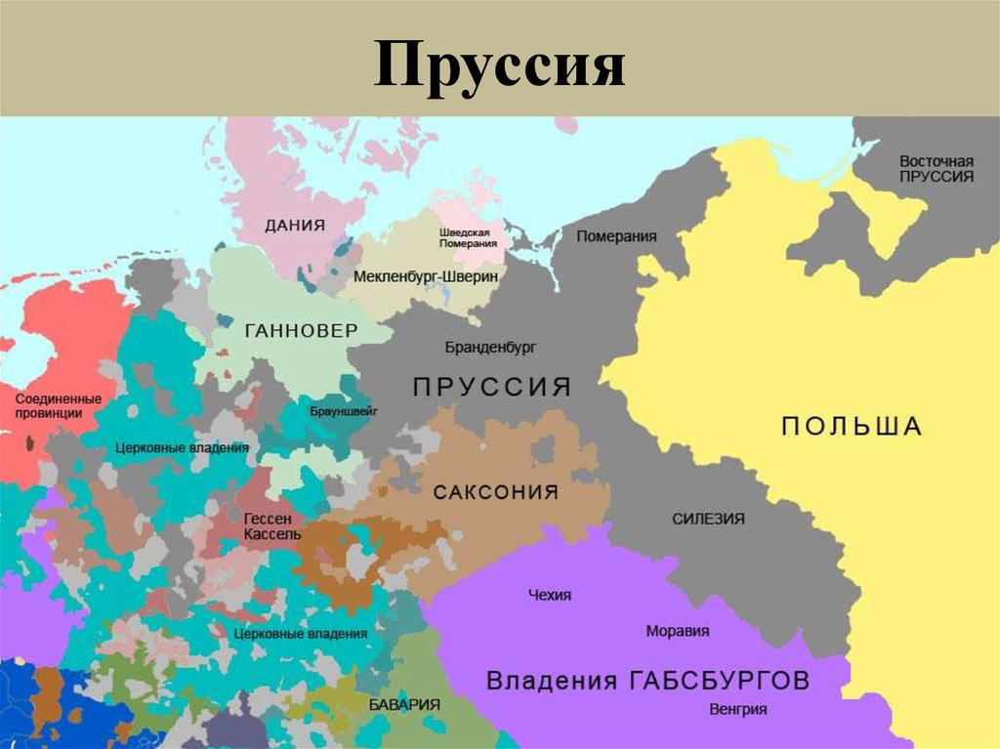 Пруссия
Восточная
ПРУССИЯ
ДАНИЯ
Шведская
Померания
Померания
Мекленбург-Шверин
ГАННОВЕР
Бранденбург
ПРУССИЯ
Соединенные
провинции
Брауншвейг
ПОЛЬША
Церковные владения
САКСОНИЯ
Гессен
Кассель
СИЛЕЗИЯ
Чехия
Церковные владения
Моравия
Владения ГАБСБУРГОВ
БАВАРИЯ
Венгрия